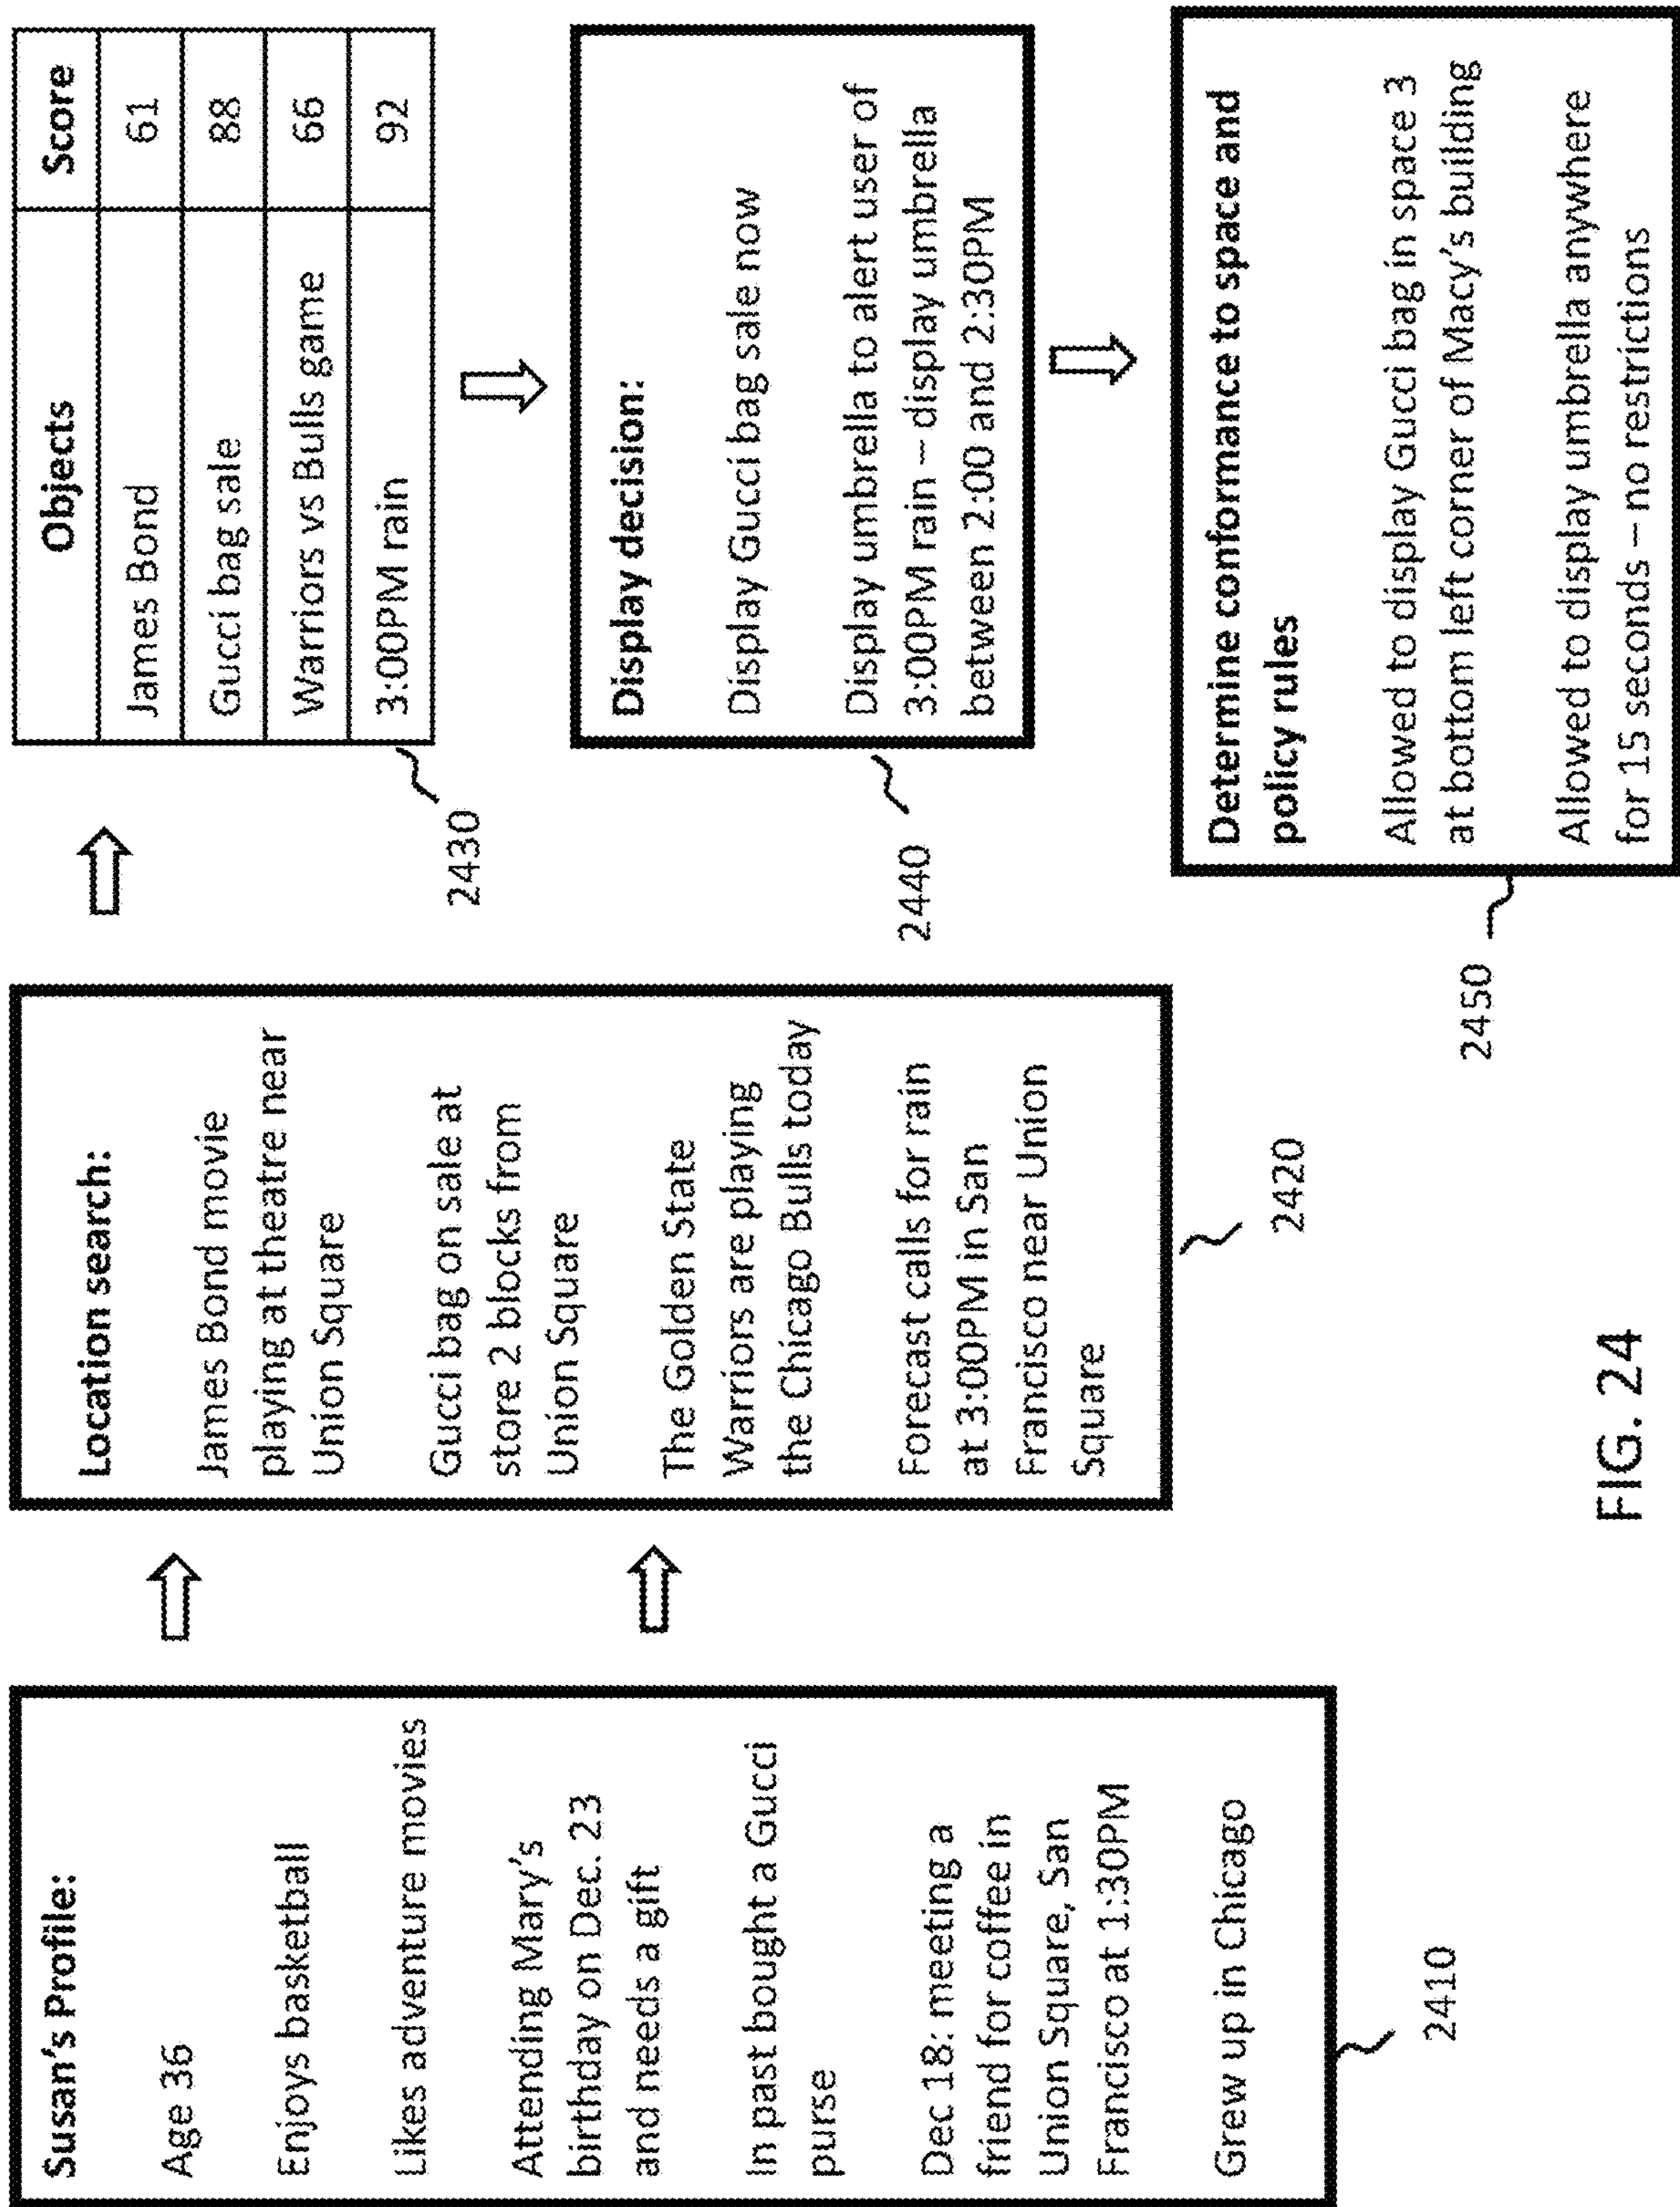 Susan's Profile:
Age 36
Enjoys basketball
Likes adventure movies
Attending Mary's
birthday on Dec. 23
and needs a gift
In past bought a Gucci
purse
Dec 18: meeting a
friend for coffee in
Union Square, San
Francisco at 1:30PM
Grew up in Chicago
2410
Location search:
James Bond movie
playing at theatre near
Union Square
Gucci bag on sale at
store 2 blocks from
Union Square
The Golden State
Warriors are playing
the Chicago Bulls today
Forecast calls for rain
at 3:00PM in San
Francisco near Union
Square
2420
Objects Score
James Bond 61
Gucci bag sale 88
Warriors vs Bulls game 66
3:00PM rain 92
2430
Display decision:
Display Gucci bag sale now
Display umbrella to alert user of
3:00PM rain – display umbrella
between 2:00 and 2:30PM
2440
Determine conformance to space and
policy rules
Allowed to display Gucci bag in space 3
at bottom left corner of Macy's building
Allowed to display umbrella anywhere
for 15 seconds – no restrictions
2450
FIG. 24